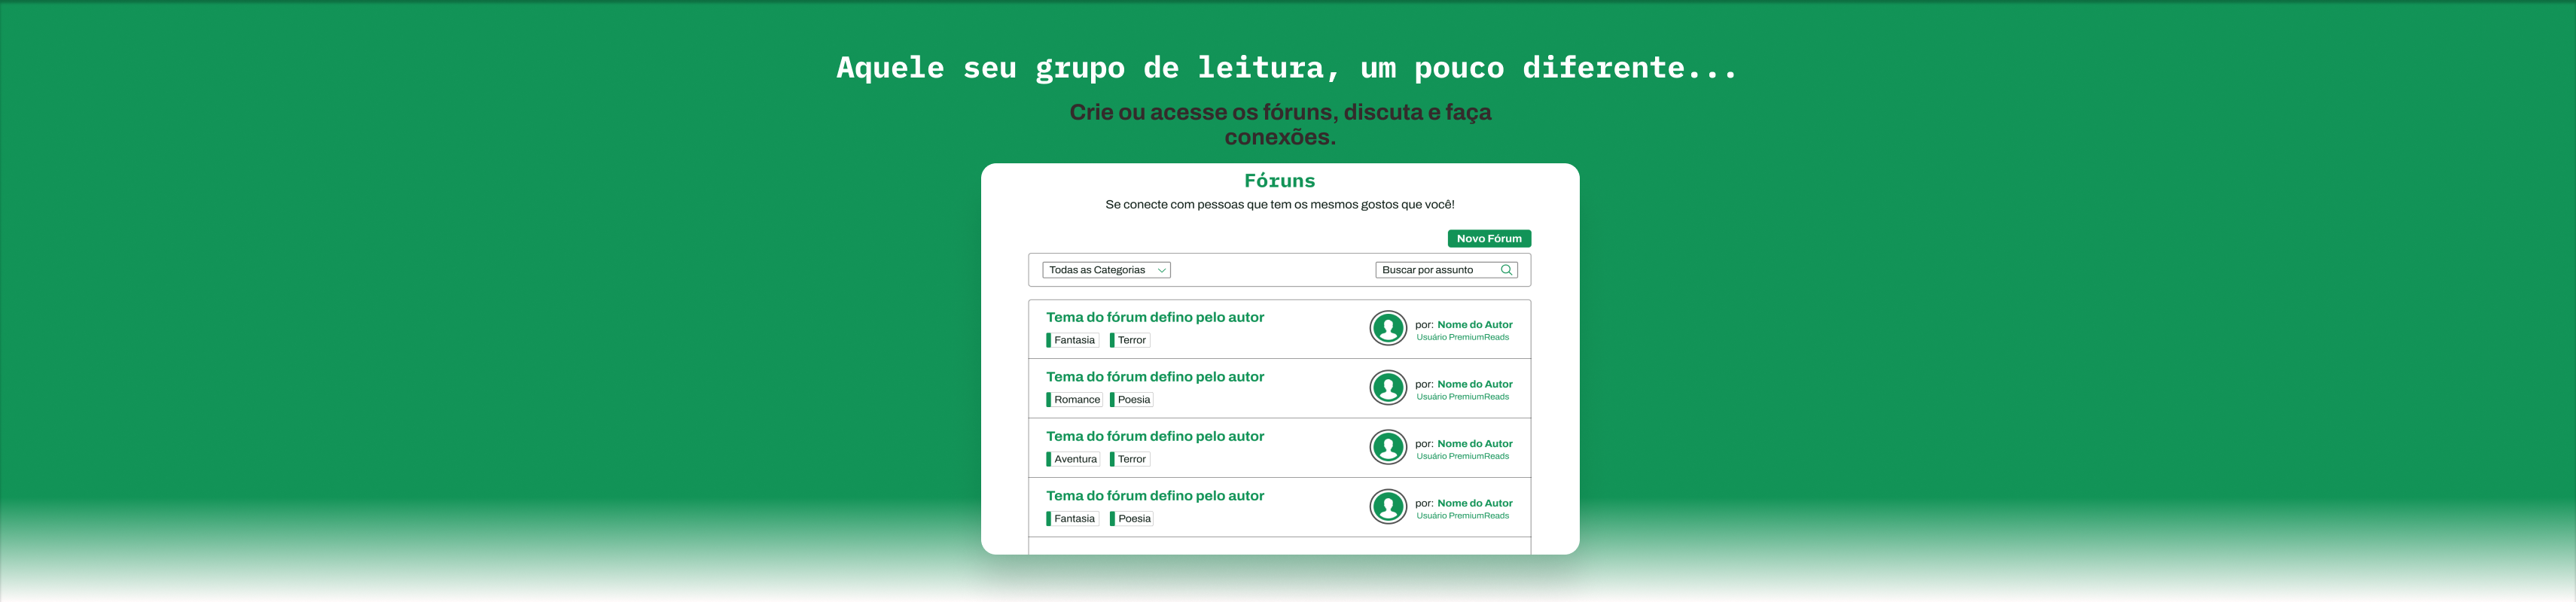 Aquele seu grupo de leitura, um pouco diferente...
Crie ou acesse os fóruns, discuta e faça
conexões.
Fóruns
Se conecte com pessoas que tem os mesmos gostos que você!
Novo Fórum
Todas as Categorias
Buscar por assunto
Tema do fórum defino pelo autor
Fantasia Terror
por: Nome do Autor
Usuário PremiumReads
Tema do fórum defino pelo autor
Romance Poesia
por: Nome do Autor
Usuário PremiumReads
Tema do fórum defino pelo autor
Aventura Terror
por: Nome do Autor
Usuário PremiumReads
Tema do fórum defino pelo autor
Fantasia Poesia
por: Nome do Autor
Usuário PremiumReads